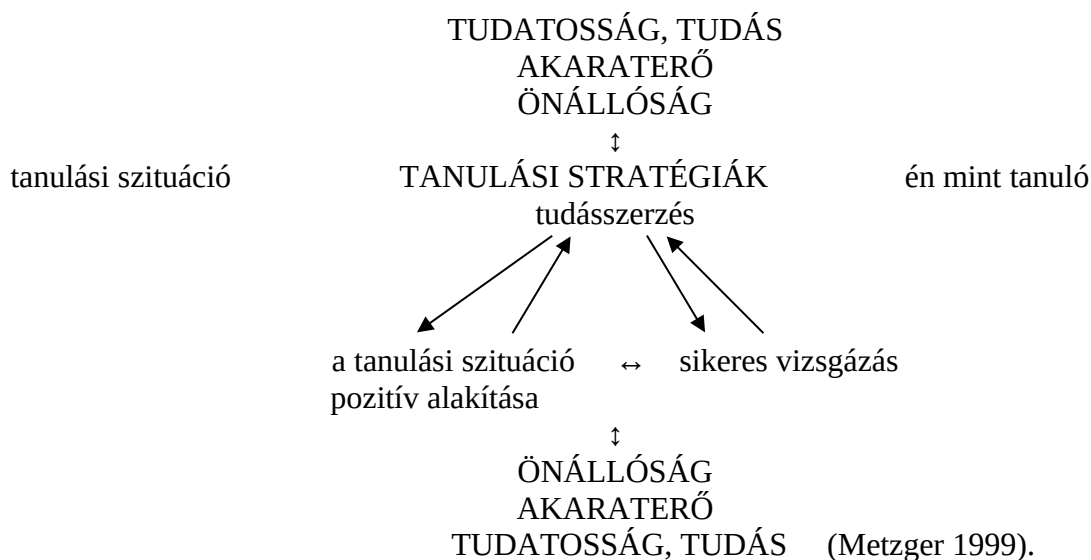 TUDATOSSÁG, TUDÁS
AKARATERŐ
ÖNÁLLÓSÁG
↕
tanulási szituáció TANULÁSI STRATÉGIÁK én mint tanuló
tudásszerzés
a tanulási szituáció ↔ sikeres vizsgázás
pozitív alakítása
↕
ÖNÁLLÓSÁG
AKARATERŐ
TUDATOSSÁG, TUDÁS (Metzger 1999).